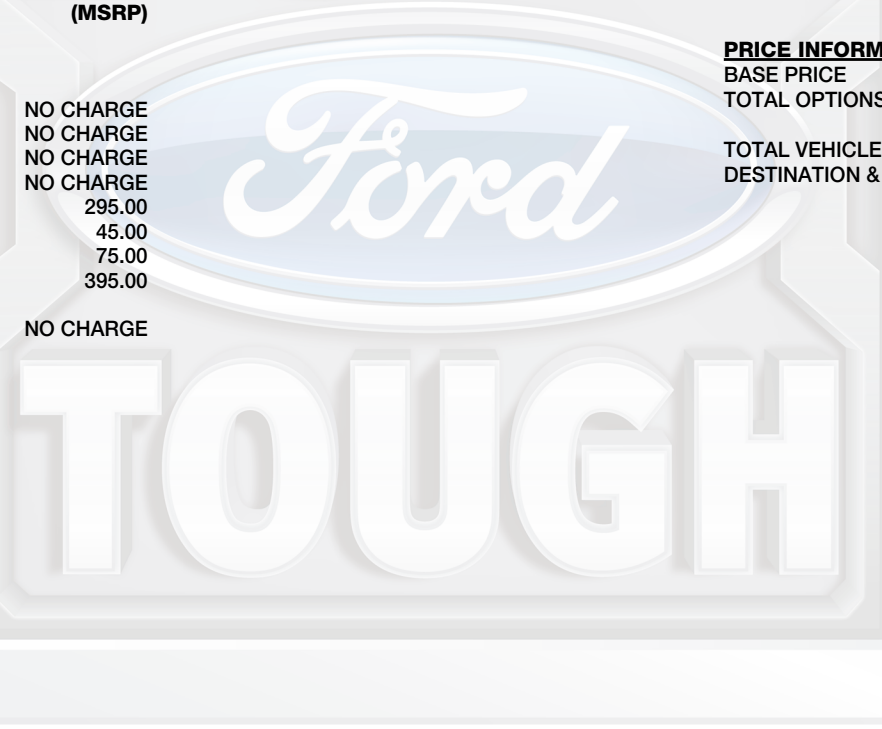 (MSRP)
NO CHARGE
NO CHARGE
NO CHARGE
NO CHARGE
295.00
45.00
75.00
395.00
NO CHARGE
PRICE INFORM
BASE PRICE
TOTAL OPTIONS
TOTAL VEHICLE
DESTINATION &
Ford
TOUGH